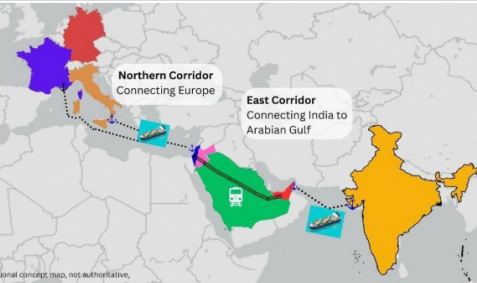 Northern Corridor
Connecting Europe
East Corridor
Connecting India to
Arabian Gulf
ional concept map, not authoritative,